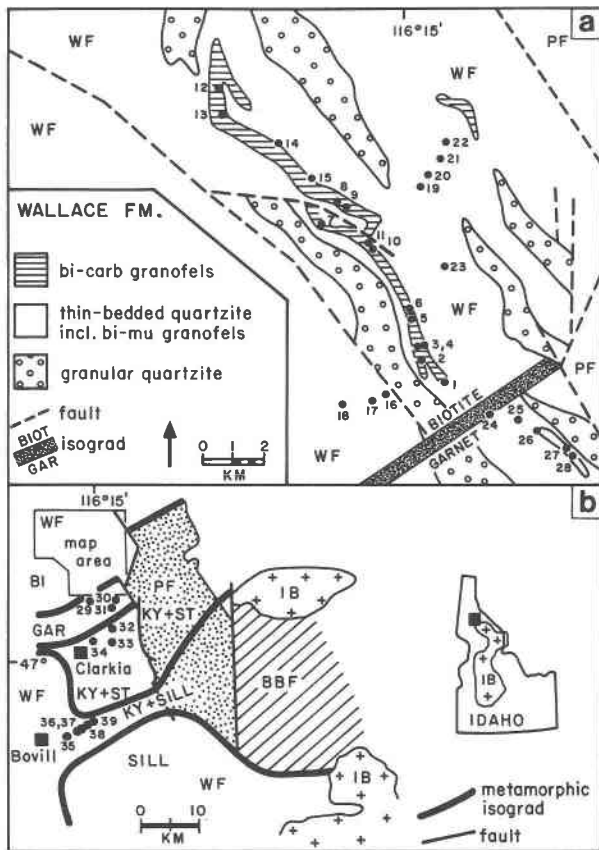 a
116°15'
WF
WF
PF
WF
12
13
14
22
21
20
19
15
8
9
7
11
10
WALLACE FM.
bi-carb granofels
thin-bedded quartzite
incl. bi-mu granofels
granular quartzite
fault
BIOT
isograd
GAR
0 1 2
KM
23
WF
6
5
3,4
2
1
PF
16
17
18
BIOTITE
GARNET
24
25
26
27
28
WF
b
116°15'
WF
map
area
BI
PF
KY+ST
30
29
31
GAR
32
33
34
Clarkia
47°
KY+ST
KY+SILL
WF
36,37
39
38
35
Bovill
SILL
WF
IB
BBF
IB
IB
IDAHO
0 10
KM
metamorphic
isograd
fault